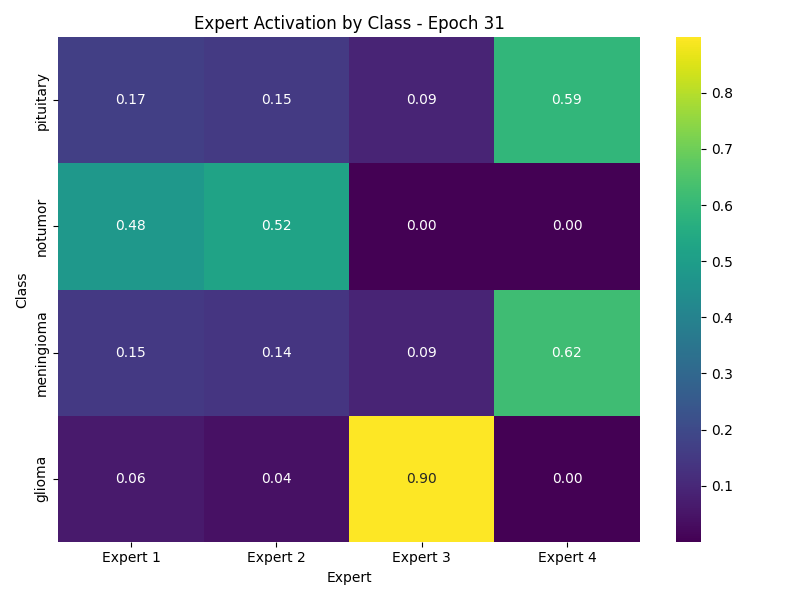 Expert Activation by Class - Epoch 31
Class
pituitary 0.17 0.15 0.09 0.59
notumor 0.48 0.52 0.00 0.00
meningioma 0.15 0.14 0.09 0.62
glioma 0.06 0.04 0.90 0.00
Expert 1 Expert 2 Expert 3 Expert 4
Expert
0.8
0.7
0.6
0.5
0.4
0.3
0.2
0.1